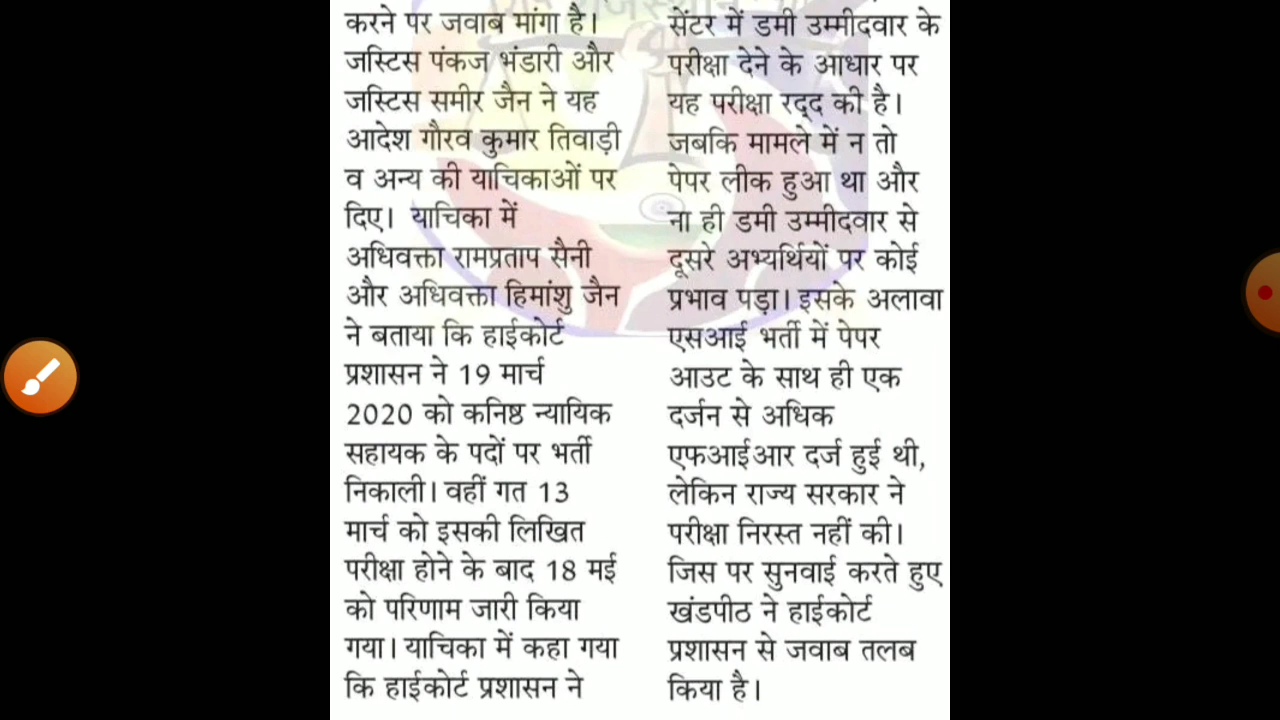 करने पर जवाब मांगा है।
जस्टिस पंकज भंडारी और
जस्टिस समीर जैन ने यह
आदेश गौरव कुमार तिवाड़ी
व अन्य की याचिकाओं पर
दिए। याचिका में
अधिवक्ता रामप्रताप सैनी
और अधिवक्ता हिमांशु जैन
ने बताया कि हाईकोर्ट
प्रशासन ने 19 मार्च
2020 को कनिष्ठ न्यायिक
सहायक के पदों पर भर्ती
निकाली। वहीं गत 13
मार्च को इसकी लिखित
परीक्षा होने के बाद 18 मई
को परिणाम जारी किया
गया। याचिका में कहा गया
कि हाईकोर्ट प्रशासन ने
सेंटर में डमी उम्मीदवार के
परीक्षा देने के आधार पर
यह परीक्षा रद्द की है।
जबकि मामले में न तो
पेपर लीक हुआ था और
ना ही डमी उम्मीदवार से
दूसरे अभ्यर्थियों पर कोई
प्रभाव पड़ा। इसके अलावा
एसआई भर्ती में पेपर
आउट के साथ ही एक
दर्जन से अधिक
एफआईआर दर्ज हुई थी,
लेकिन राज्य सरकार ने
परीक्षा निरस्त नहीं की।
जिस पर सुनवाई करते हुए
खंडपीठ ने हाईकोर्ट
प्रशासन से जवाब तलब
किया है।